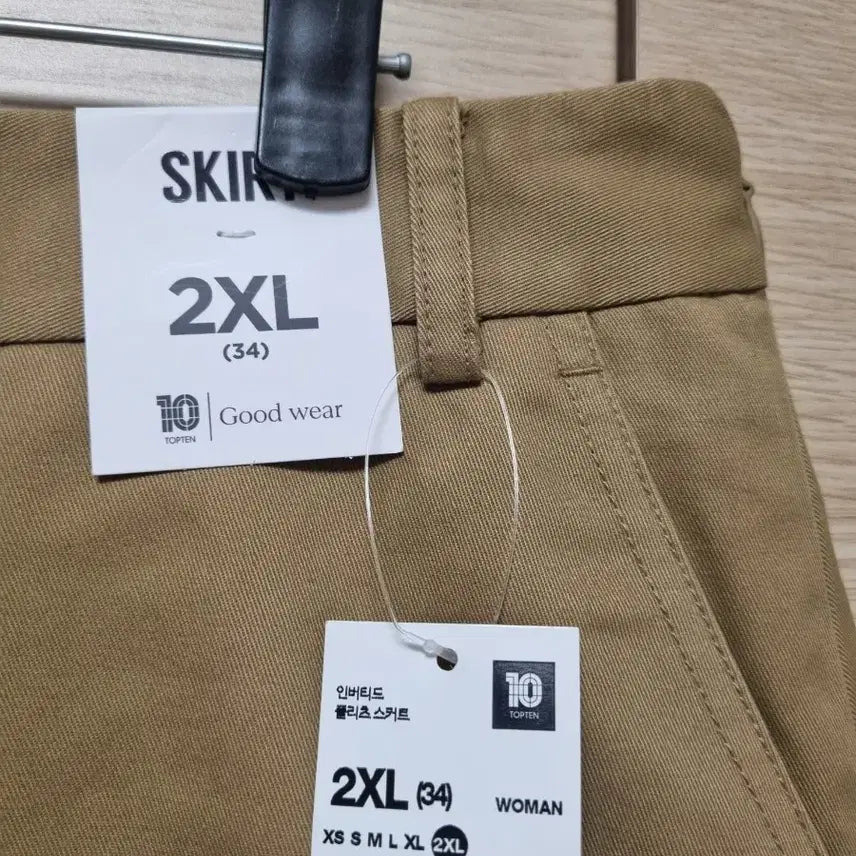 SKIRT
2XL
(34)
10
TOPTEN
Good wear
인버티드
플리츠 스커트
10
TOPTEN
2XL (34)
WOMAN
XS S M L XL 2XL